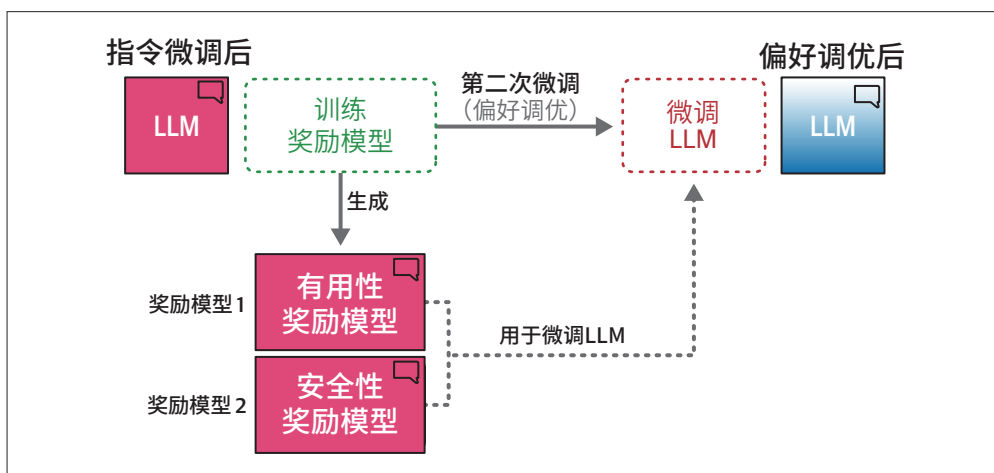 指令微调后
偏好调优后
LLM
训练
奖励模型
第二次微调
（偏好调优）
微调
LLM
LLM
生成
奖励模型1
有用性
奖励模型
用于微调LLM
奖励模型2
安全性
奖励模型